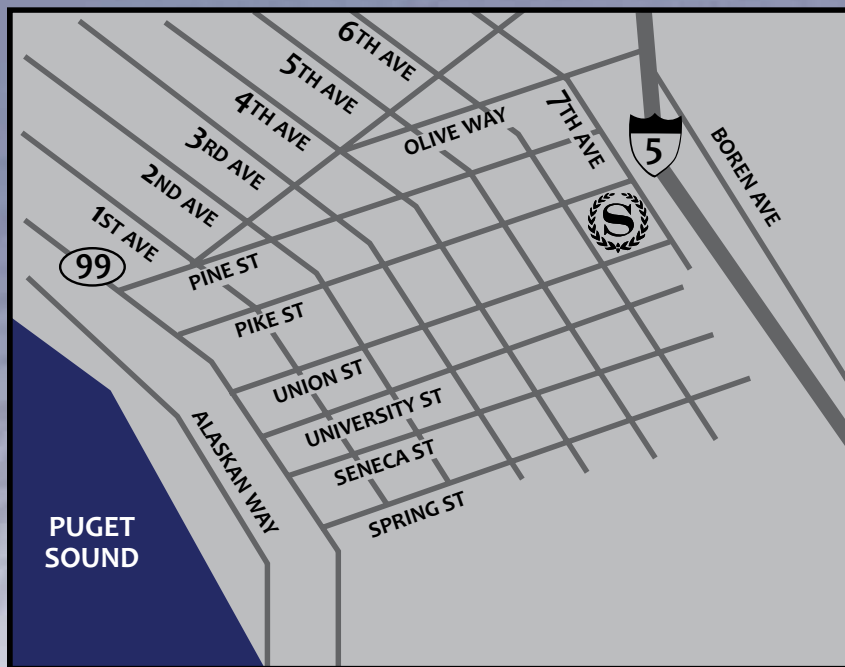 6TH AVE
5TH AVE
4TH AVE
3RD AVE
2ND AVE
1ST AVE
7TH AVE
OLIVE WAY
5
BOREN AVE
S
99
PINE ST
PIKE ST
UNION ST
UNIVERSITY ST
SENECA ST
SPRING ST
ALASKAN WAY
PUGET
SOUND